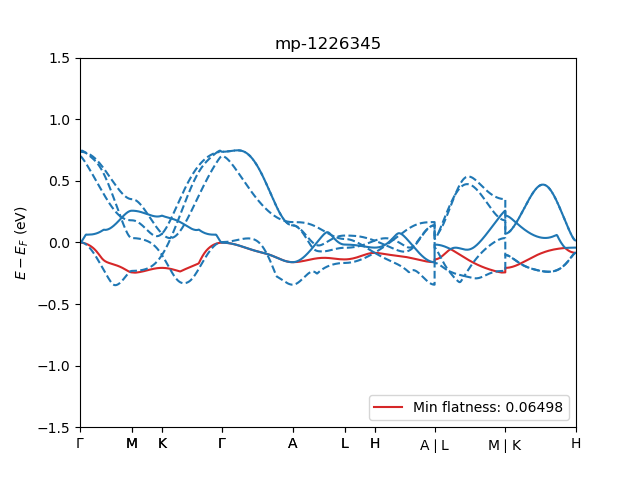 mp-1226345
E − E_F (eV)
1.5
1.0
0.5
0.0
−0.5
−1.0
−1.5
Min flatness: 0.06498
Γ M K Γ A L H A | L M | K H